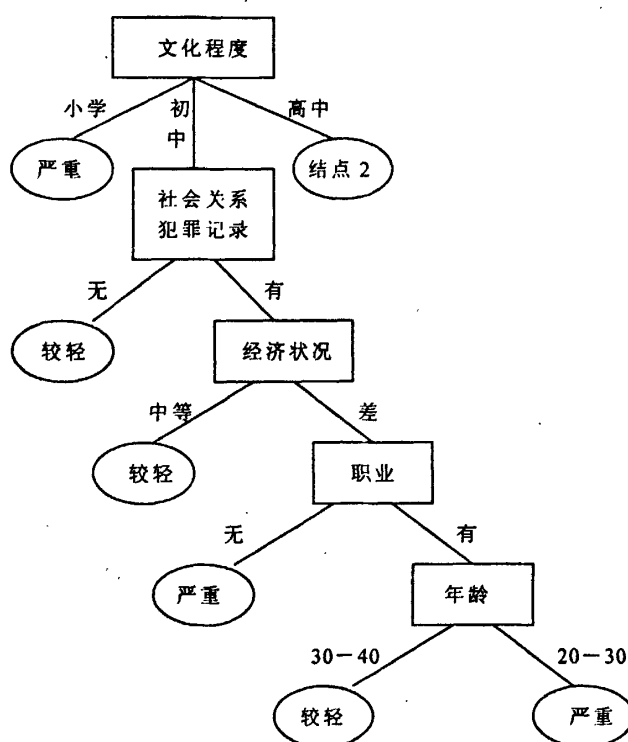 文化程度
小学
初
中
高中
严重
结点2
社会关系
犯罪记录
无
有
较轻
经济状况
中等
差
较轻
职业
无
有
严重
年龄
30－40
20－30
较轻
严重